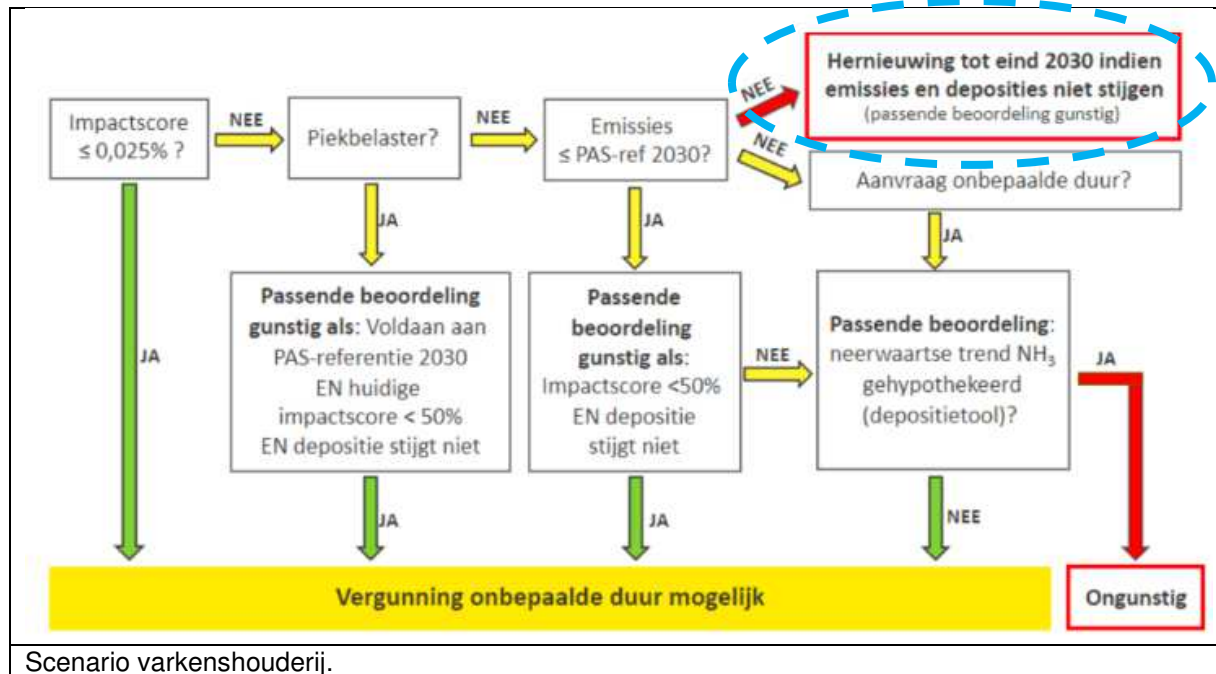 Impactscore
≤ 0,025% ?
NEE
Piekbelaster?
NEE
Emissies
≤ PAS-ref 2030?
NEE
Hernieuwing tot eind 2030 indien
emissies en deposities niet stijgen
(passende beoordeling gunstig)
NEE
Aanvraag onbepaalde duur?
JA
JA
JA
JA
Passende beoordeling
gunstig als: Voldaan aan
PAS-referentie 2030
EN huidige
impactscore < 50%
EN depositie stijgt niet
Passende
beoordeling
gunstig als:
Impactscore <50%
EN depositie
stijgt niet
NEE
Passende beoordeling:
neerwaartse trend NH₃
gehypothekeerd
(depositietool)?
JA
JA
JA
NEE
Vergunning onbepaalde duur mogelijk
Ongunstig
Scenario varkenshouderij.